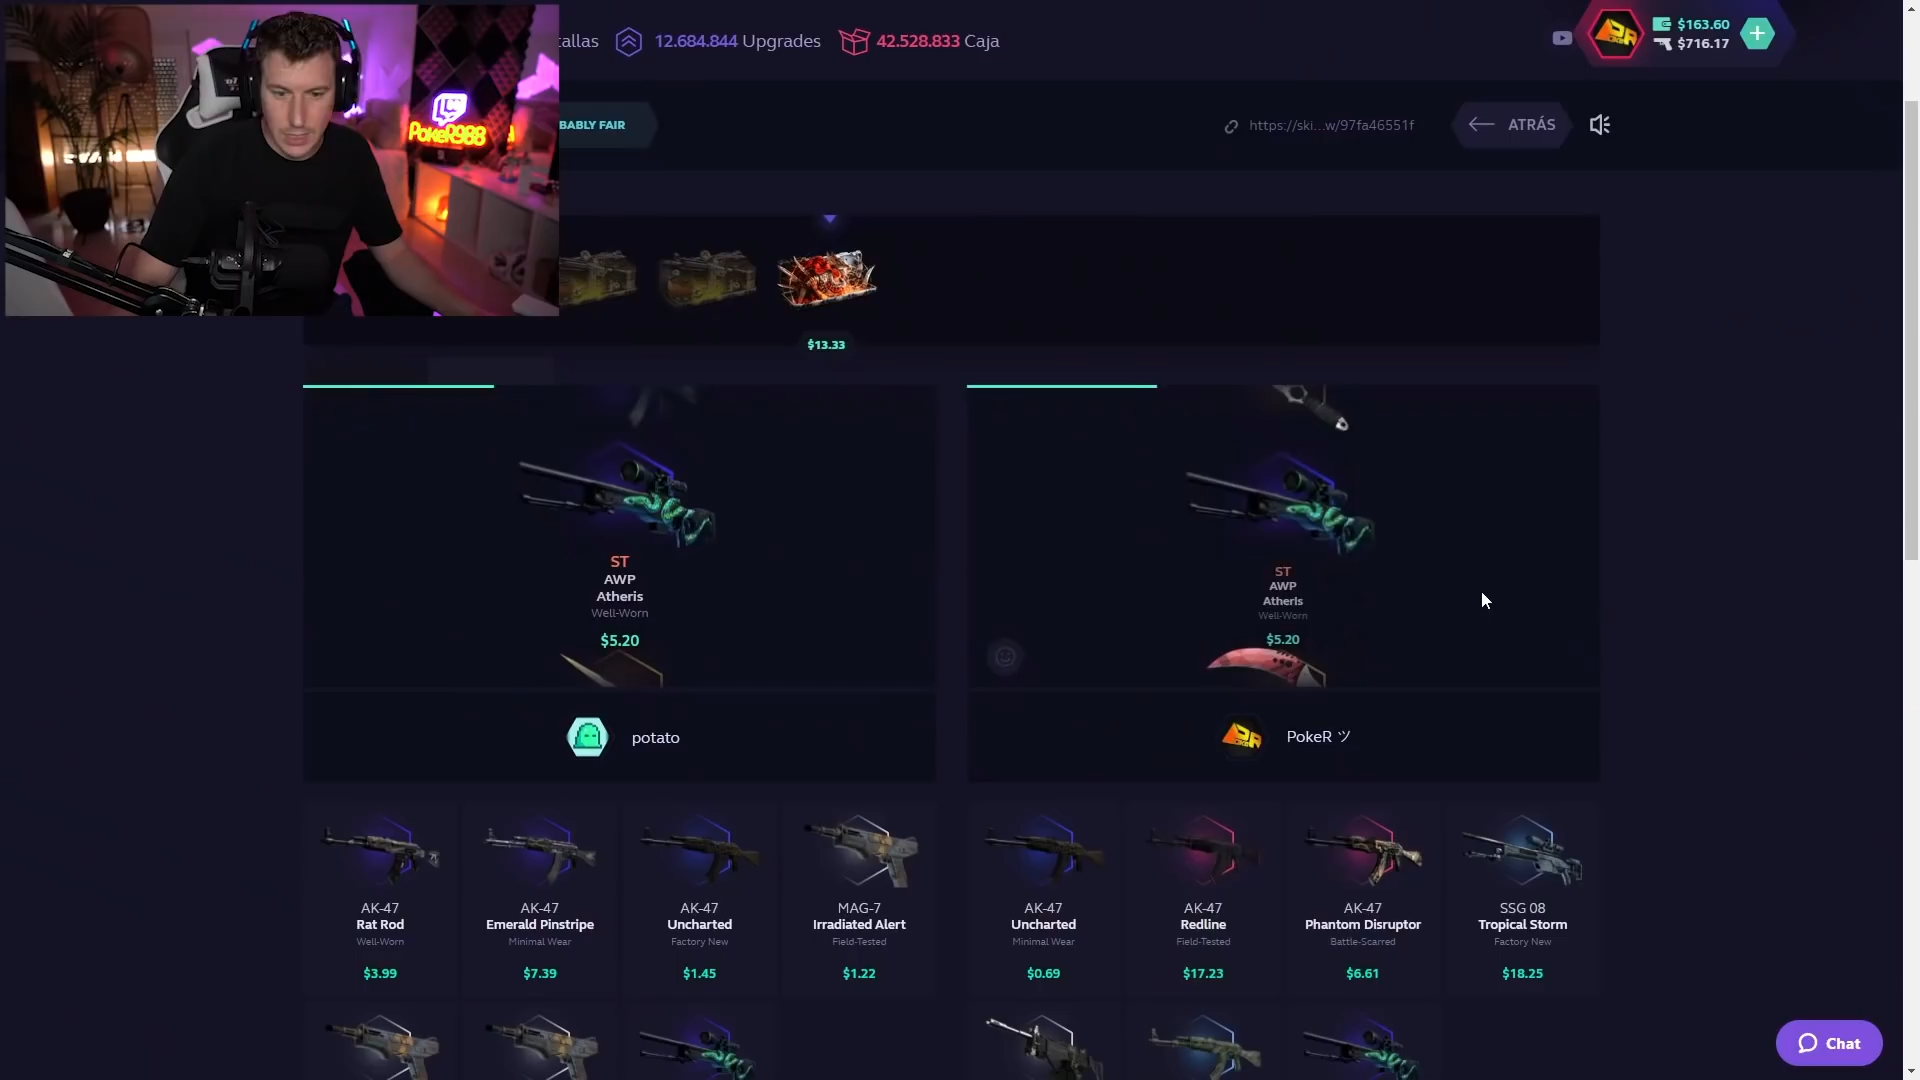 tallas
12.684.844 Upgrades
42.528.833 Caja
$163.60
$716.17
PokeR988
BABLY FAIR
https://ski...w/97fa46551f
ATRÁS
$13.33
ST
AWP
Atheris
Well-Worn
$5.20
ST
AWP
Atheris
Well-Worn
$5.20
potato
PokeR ツ
AK-47
Rat Rod
Well-Worn
$3.99
AK-47
Emerald Pinstripe
Minimal Wear
$7.39
AK-47
Uncharted
Factory New
$1.45
MAG-7
Irradiated Alert
Field-Tested
$1.22
AK-47
Uncharted
Minimal Wear
$0.69
AK-47
Redline
Field-Tested
$17.23
AK-47
Phantom Disruptor
Battle-Scarred
$6.61
SSG 08
Tropical Storm
Factory New
$18.25
Chat